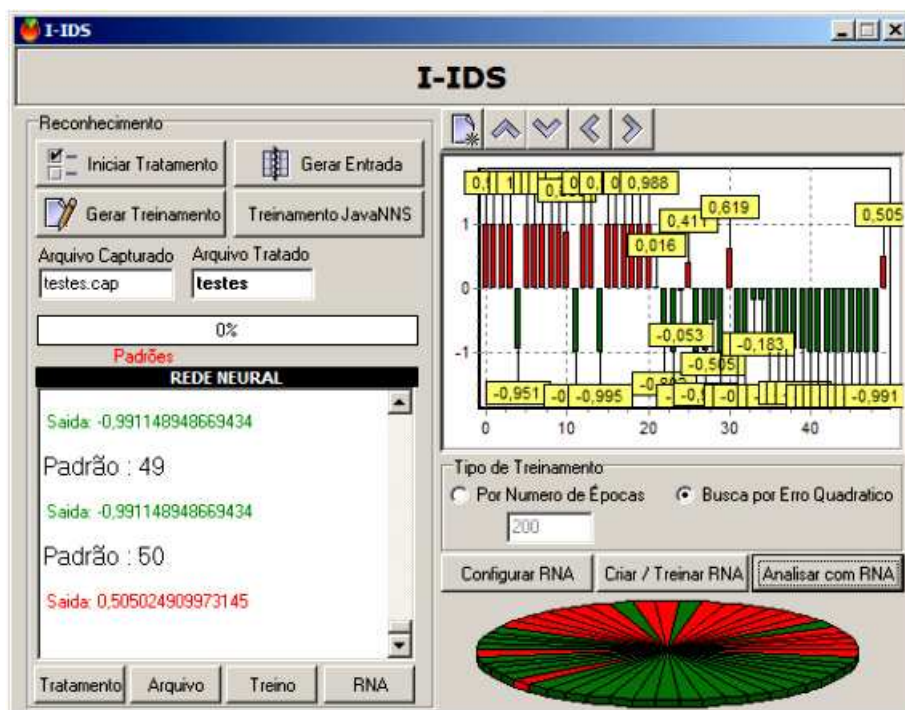 I-IDS
I-IDS
Reconhecimento
Iniciar Tratamento
Gerar Entrada
Gerar Treinamento
Treinamento JavaNNS
Arquivo Capturado
Arquivo Tratado
testes.cap
testes
0%
Padrões
REDE NEURAL
Saida: -0,991148948669434
Padrão : 49
Saida: -0,991148948669434
Padrão : 50
Saida: 0,505024909973145
Tratamento
Arquivo
Treino
RNA
0,988
0,619
0,505
0,016
1
0
-1
-0,053
-0,183
-0,505
-0,951
-0,995
-0,991
0 10 20 30 40
Tipo de Treinamento
Por Numero de Épocas
Busca por Erro Quadratico
200
Configurar RNA
Criar / Treinar RNA
Analisar com RNA